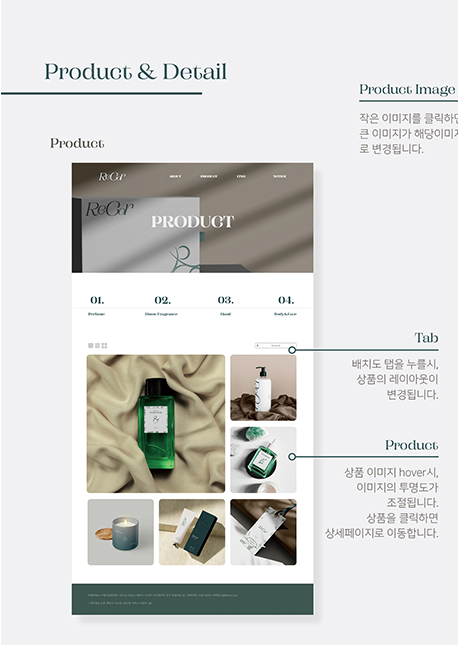 Product & Detail
Product Image
작은 이미지를 클릭하면
큰 이미지가 해당이미지
로 변경됩니다.
Product
ReCar
ABOUT
PRODUCT
ITEM
NOTICE
ReCar
PRODUCT
01.
02.
03.
04.
Perfume
Home Fragrance
Hand
Body&Face
Tab
배치도 탭을 누를시,
상품의 레이아웃이
변경됩니다.
Product
상품 이미지 hover시,
이미지의 투명도가
조절됩니다.
상품을 클릭하면
상세페이지로 이동합니다.